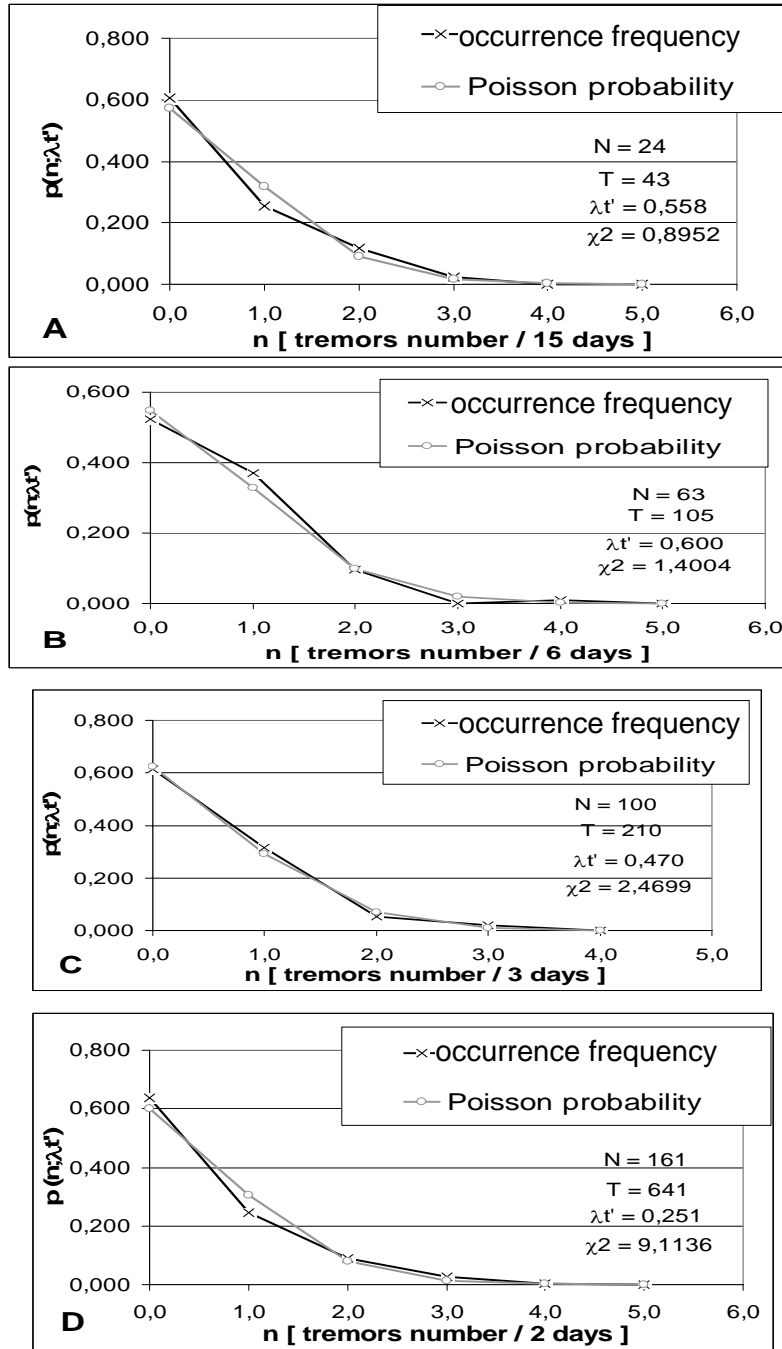 0,800
0,600
0,400
0,200
0,000
p(n;λt')
occurrence frequency
Poisson probability
N = 24
T = 43
λt' = 0,558
χ2 = 0,8952
0,0 1,0 2,0 3,0 4,0 5,0 6,0
A
n [ tremors number / 15 days ]
0,600
0,400
0,200
0,000
p(n;λt')
occurrence frequency
Poisson probability
N = 63
T = 105
λt' = 0,600
χ2 = 1,4004
0,0 1,0 2,0 3,0 4,0 5,0 6,0
B
n [ tremors number / 6 days ]
0,800
0,600
0,400
0,200
0,000
p(n;λt')
occurrence frequency
Poisson probability
N = 100
T = 210
λt' = 0,470
χ2 = 2,4699
0,0 1,0 2,0 3,0 4,0 5,0
C
n [ tremors number / 3 days ]
0,800
0,600
0,400
0,200
0,000
p(n;λt')
occurrence frequency
Poisson probability
N = 161
T = 641
λt' = 0,251
χ2 = 9,1136
0,0 1,0 2,0 3,0 4,0 5,0 6,0
D
n [ tremors number / 2 days ]